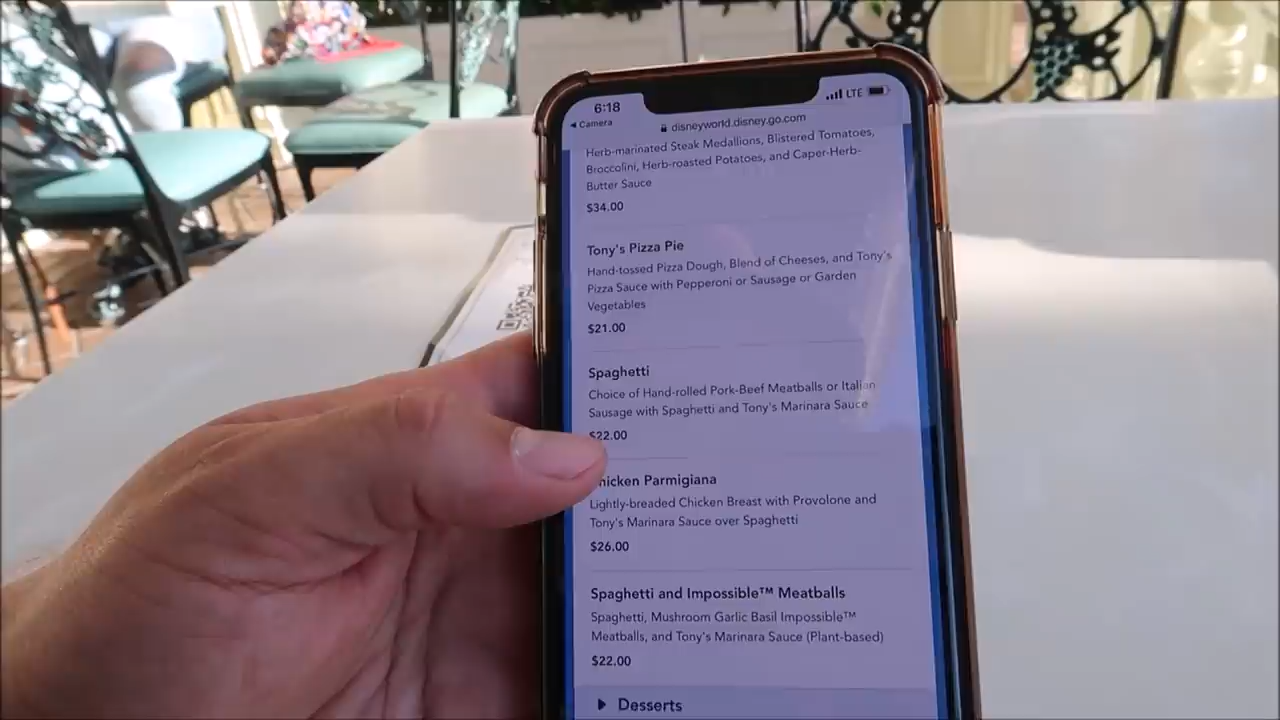 6:18
LTE
Camera
disneyworld.disney.go.com
Herb-marinated Steak Medallions, Blistered Tomatoes,
Broccolini, Herb-roasted Potatoes, and Caper-Herb-
Butter Sauce
$34.00
Tony's Pizza Pie
Hand-tossed Pizza Dough, Blend of Cheeses, and Tony's
Pizza Sauce with Pepperoni or Sausage or Garden
Vegetables
$21.00
Spaghetti
Choice of Hand-rolled Pork-Beef Meatballs or Italian
Sausage with Spaghetti and Tony's Marinara Sauce
$22.00
hicken Parmigiana
Lightly-breaded Chicken Breast with Provolone and
Tony's Marinara Sauce over Spaghetti
$26.00
Spaghetti and Impossible™ Meatballs
Spaghetti, Mushroom Garlic Basil Impossible™
Meatballs, and Tony's Marinara Sauce (Plant-based)
$22.00
Desserts